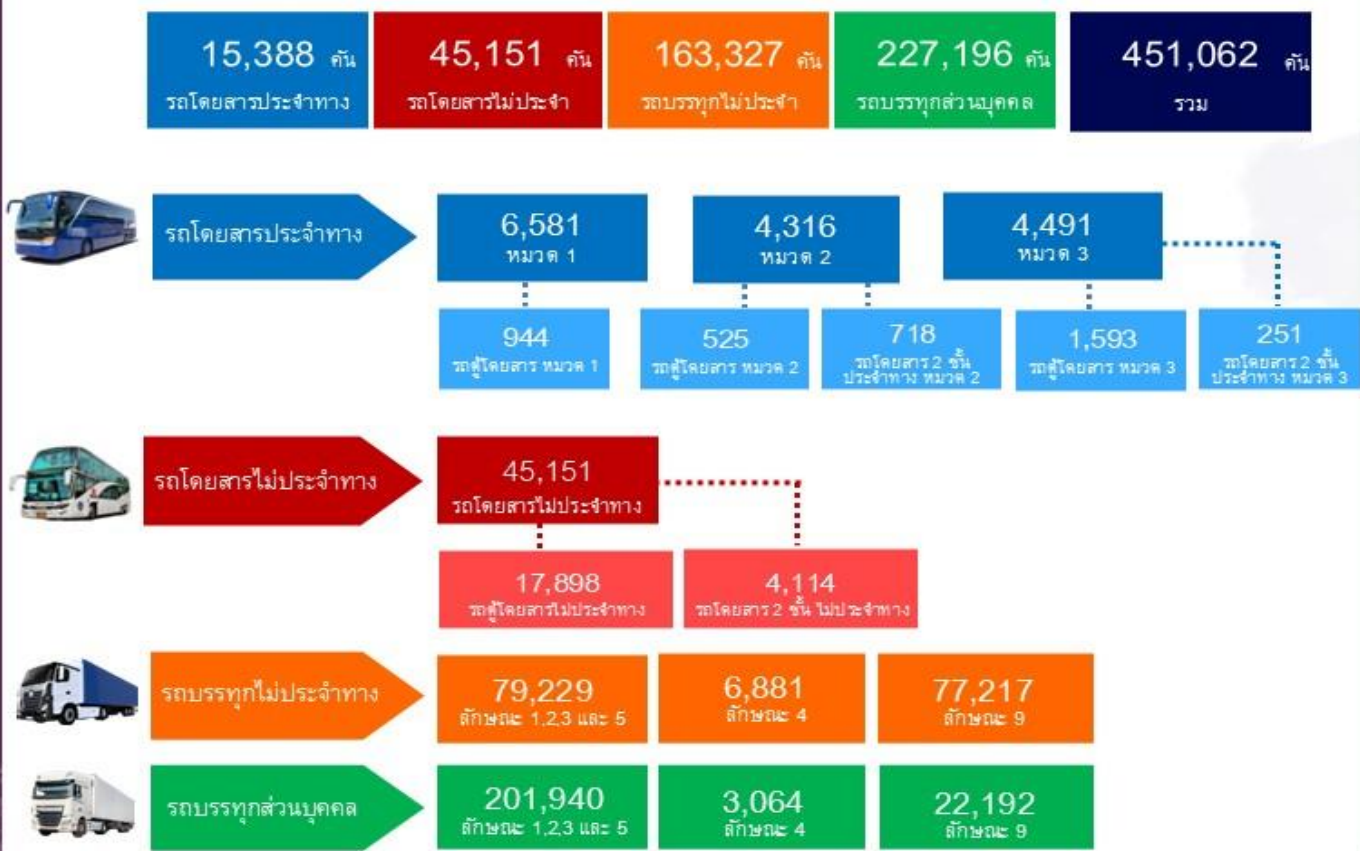 15,388 คัน
รถโดยสารประจำทาง
45,151 คัน
รถโดยสารไม่ประจำ
163,327 คัน
รถบรรทุกไม่ประจำ
227,196 คัน
รถบรรทุกส่วนบุคคล
451,062 คัน
รวม
รถโดยสารประจำทาง
6,581
หมวด 1
4,316
หมวด 2
4,491
หมวด 3
944
รถตู้โดยสาร หมวด 1
525
รถตู้โดยสาร หมวด 2
718
รถโดยสาร 2 ชั้น
ประจำทาง หมวด 2
1,593
รถตู้โดยสาร หมวด 3
251
รถโดยสาร 2 ชั้น
ประจำทาง หมวด 3
รถโดยสารไม่ประจำทาง
45,151
รถโดยสารไม่ประจำทาง
17,898
รถตู้โดยสารไม่ประจำทาง
4,114
รถโดยสาร 2 ชั้น ไม่ประจำทาง
รถบรรทุกไม่ประจำทาง
79,229
ลักษณะ 1,2,3 และ 5
6,881
ลักษณะ 4
77,217
ลักษณะ 9
รถบรรทุกส่วนบุคคล
201,940
ลักษณะ 1,2,3 และ 5
3,064
ลักษณะ 4
22,192
ลักษณะ 9